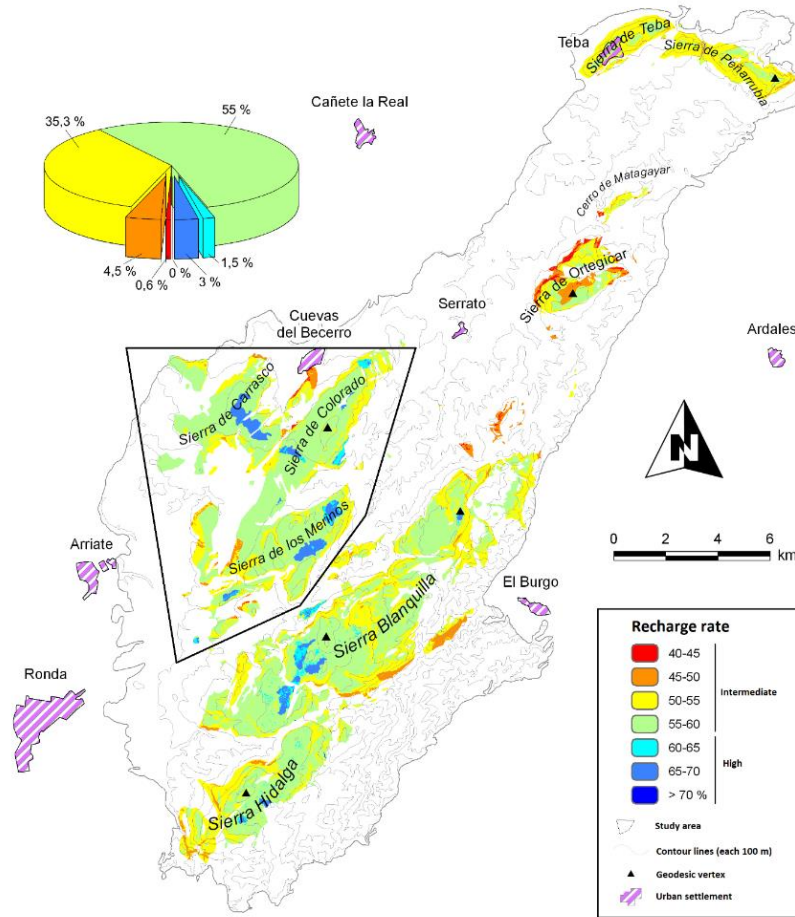 Teba
Sierra de Teba
Sierra de Peñarrubia
Cañete la Real
35,3 %
55 %
4,5 %
0,6 %
0 %
3 %
1,5 %
Cerro de Matagayar
Sierra de Ortegicar
Serrato
Ardales
Cuevas
del Becerro
Sierra de Carrasco
Sierra de Colorado
N
Sierra de los Merinos
Arriate
0 2 4 6
km
El Burgo
Sierra Blanquilla
Ronda
Sierra Hidalga
Recharge rate
40-45
45-50
50-55
55-60
Intermediate
60-65
65-70
> 70 %
High
Study area
Contour lines (each 100 m)
Geodesic vertex
Urban settlement